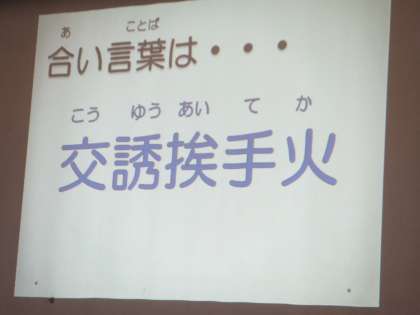 あ ことば
合い言葉は・・・
こう ゆう あい て か
交誘挨手火